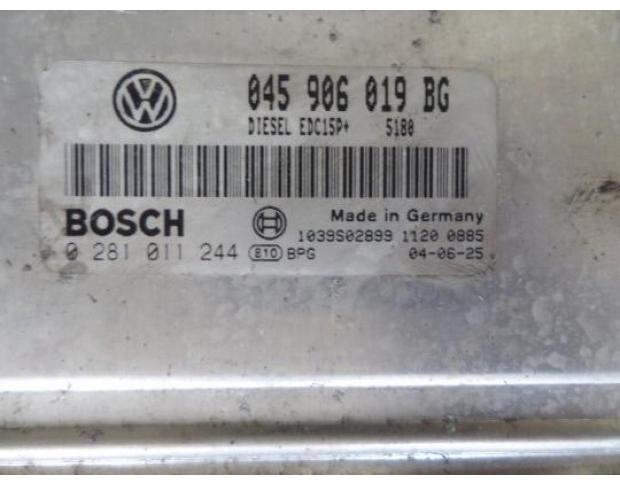 045 906 019 BG
DIESEL EDC15P+ 5180
BOSCH
Made in Germany
1039S02899 1120 0885
0 281 011 244 E10 BPG 04-06-25